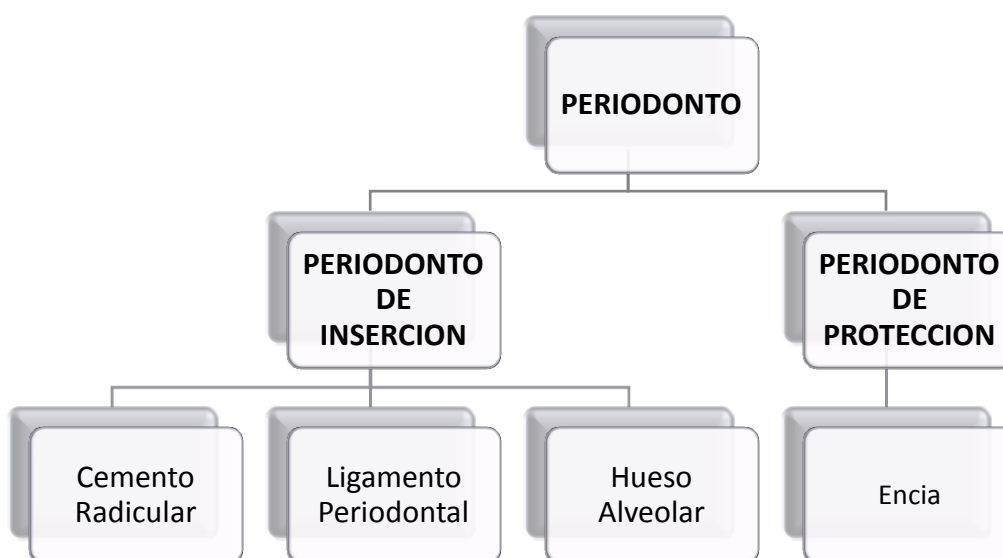 PERIODONTO
PERIODONTO
DE
INSERCION
PERIODONTO
DE
PROTECCION
Cemento
Radicular
Ligamento
Periodontal
Hueso
Alveolar
Encia